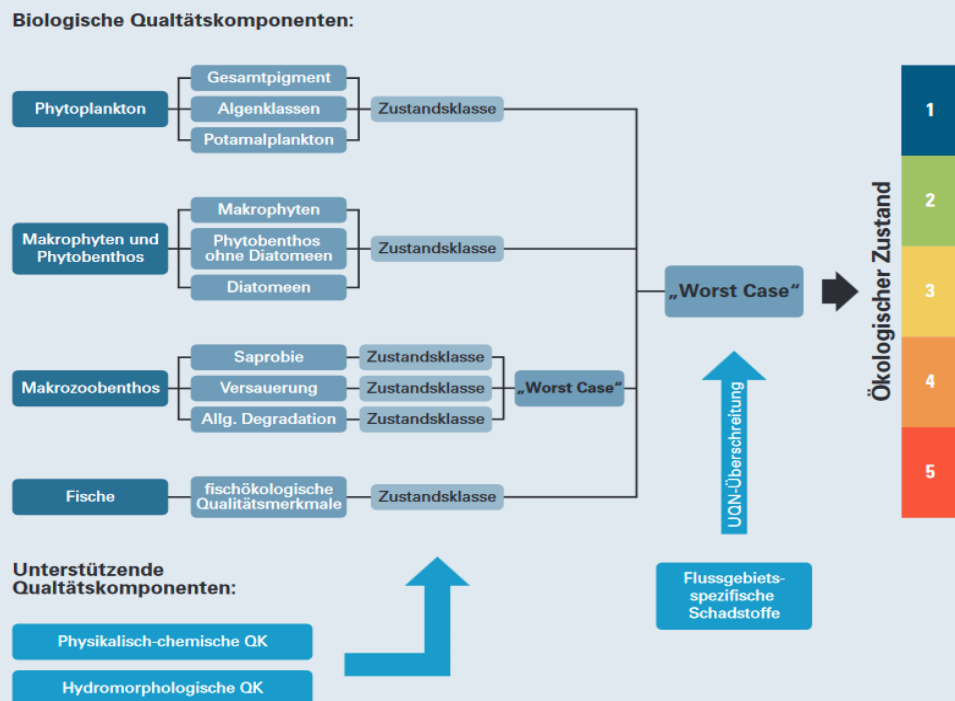 Biologische Qualtätskomponenten:
Phytoplankton
Gesamtpigment
Algenklassen
Potamalplankton
Zustandsklasse
Makrophyten und
Phytobenthos
Makrophyten
Phytobenthos
ohne Diatomeen
Diatomeen
Zustandsklasse
Makrozoobenthos
Saprobie
Zustandsklasse
Versauerung
Zustandsklasse
Allg. Degradation
Zustandsklasse
„Worst Case“
Fische
fischökologische
Qualitätsmerkmale
Zustandsklasse
„Worst Case“
Ökologischer Zustand
1
2
3
4
5
UQN-Überschreitung
Flussgebiets-
spezifische
Schadstoffe
Unterstützende
Qualtätskomponenten:
Physikalisch-chemische QK
Hydromorphologische QK